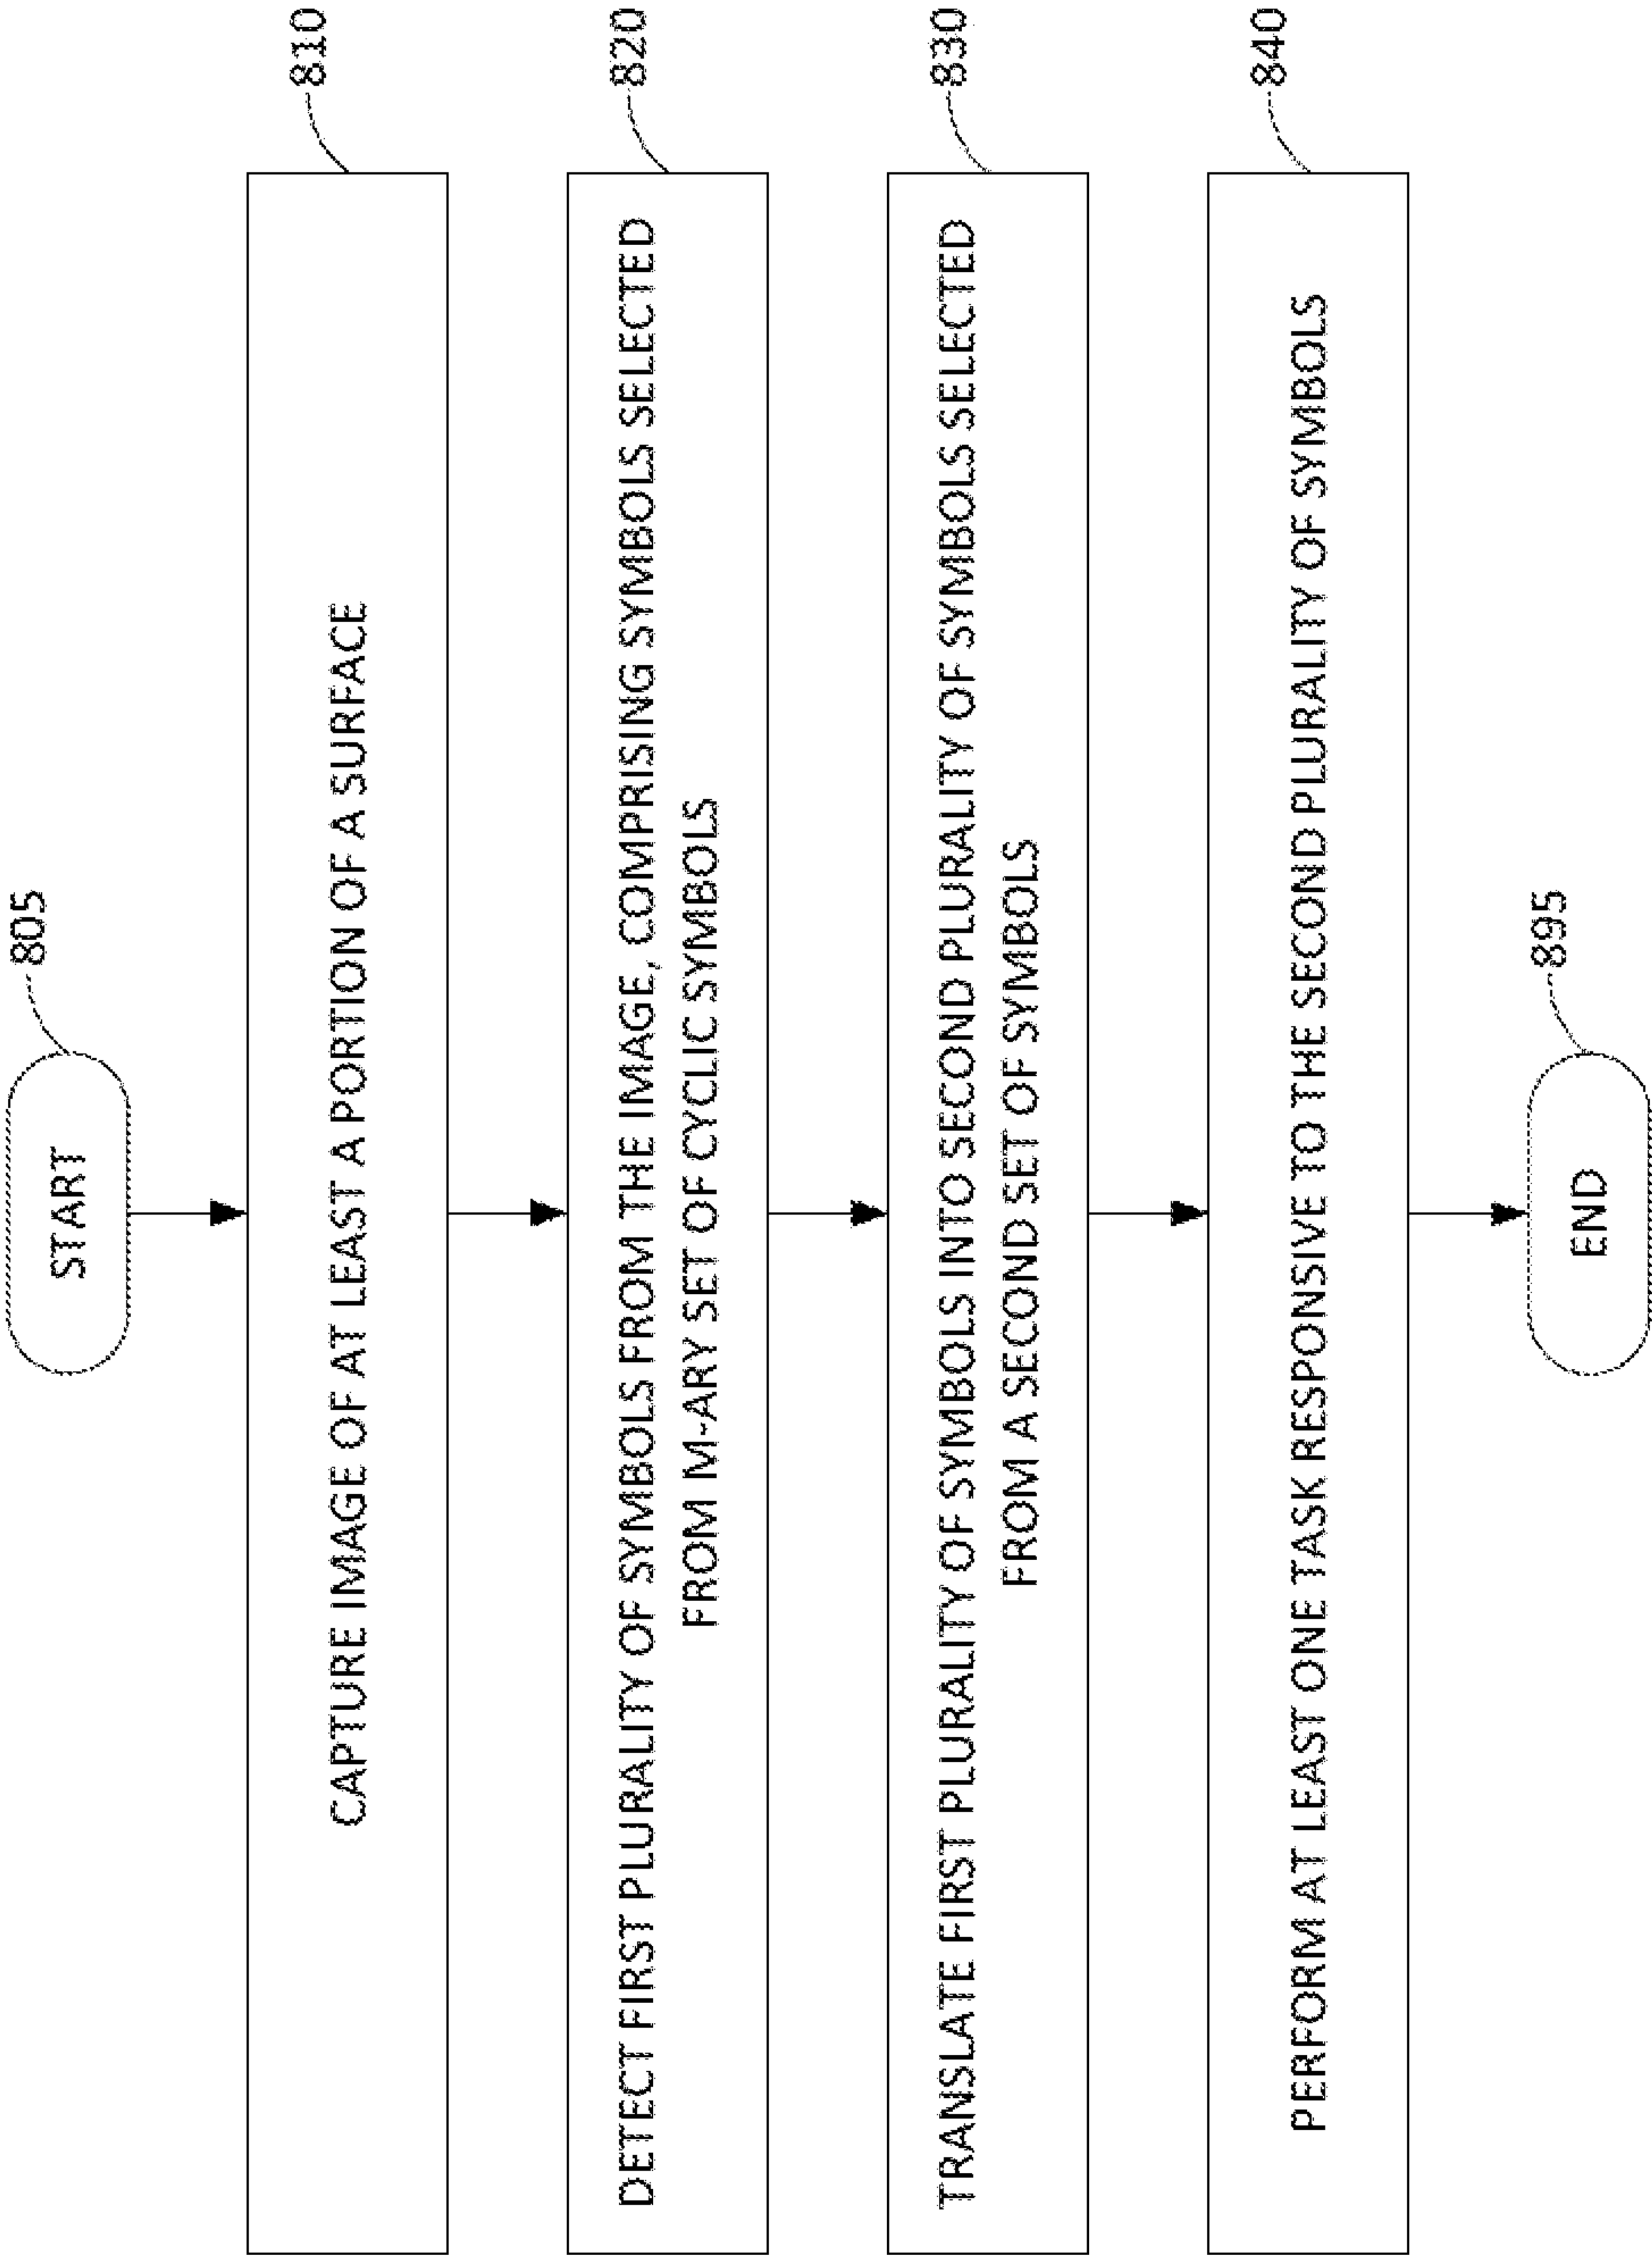 805
START
810
CAPTURE IMAGE OF AT LEAST A PORTION OF A SURFACE
820
DETECT FIRST PLURALITY OF SYMBOLS FROM THE IMAGE, COMPRISING SYMBOLS SELECTED
FROM M-ARY SET OF CYCLIC SYMBOLS
830
TRANSLATE FIRST PLURALITY OF SYMBOLS INTO SECOND PLURALITY OF SYMBOLS SELECTED
FROM A SECOND SET OF SYMBOLS
840
PERFORM AT LEAST ONE TASK RESPONSIVE TO THE SECOND PLURALITY OF SYMBOLS
895
END